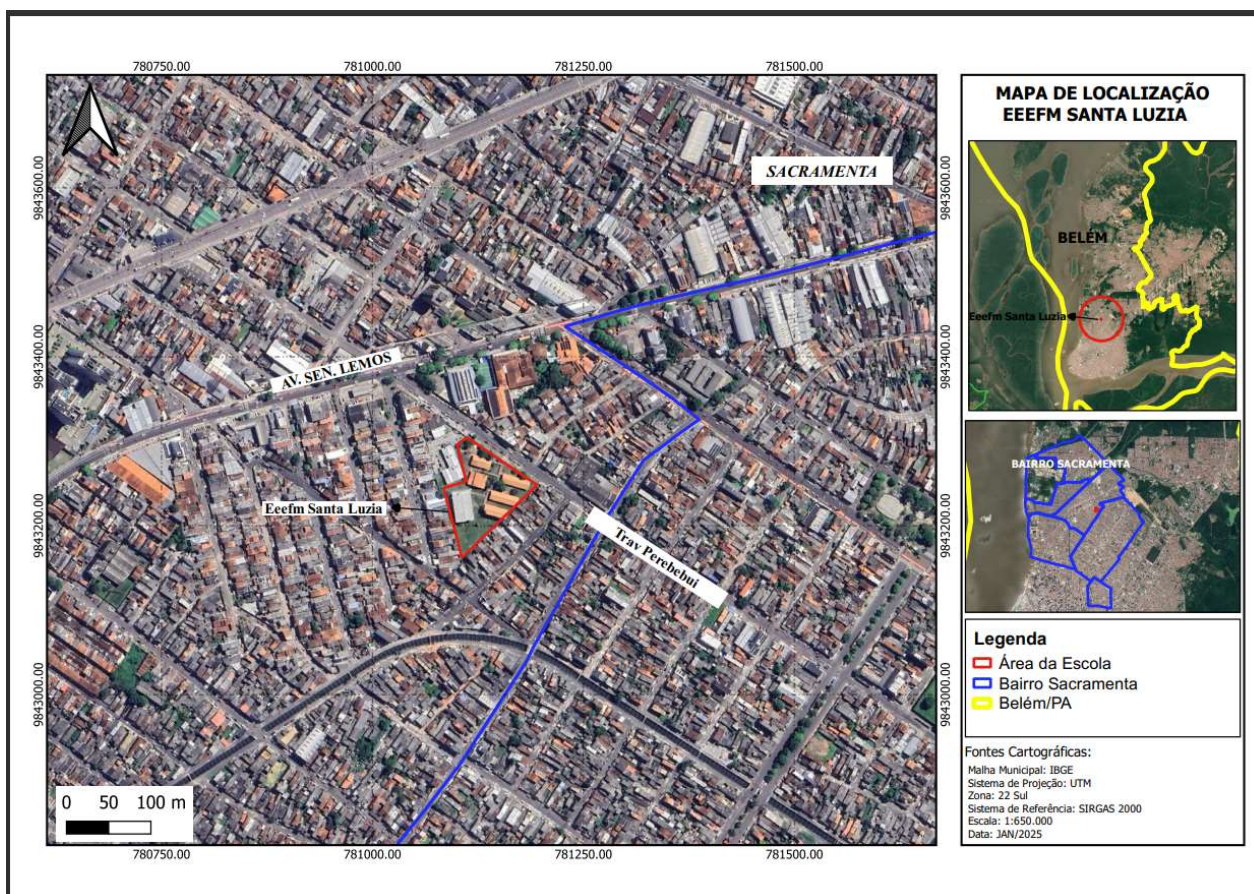 780750.00 781000.00 781250.00 781500.00
9843600.00
9843400.00
9843200.00
9843000.00
SACRAMENTA
AV. SEN. LEMOS
Eeefm Santa Luzia
Trav Perebebui
0 50 100 m
9843600.00
9843400.00
9843200.00
9843000.00
780750.00 781000.00 781250.00 781500.00
MAPA DE LOCALIZAÇÃO
EEEFM SANTA LUZIA
BELÉM
Eeefm Santa Luzia
BAIRRO SACRAMENTA
Legenda
Área da Escola
Bairro Sacramenta
Belém/PA
Fontes Cartográficas:
Malha Municipal: IBGE
Sistema de Projeção: UTM
Zona: 22 Sul
Sistema de Referência: SIRGAS 2000
Escala: 1:650.000
Data: JAN/2025